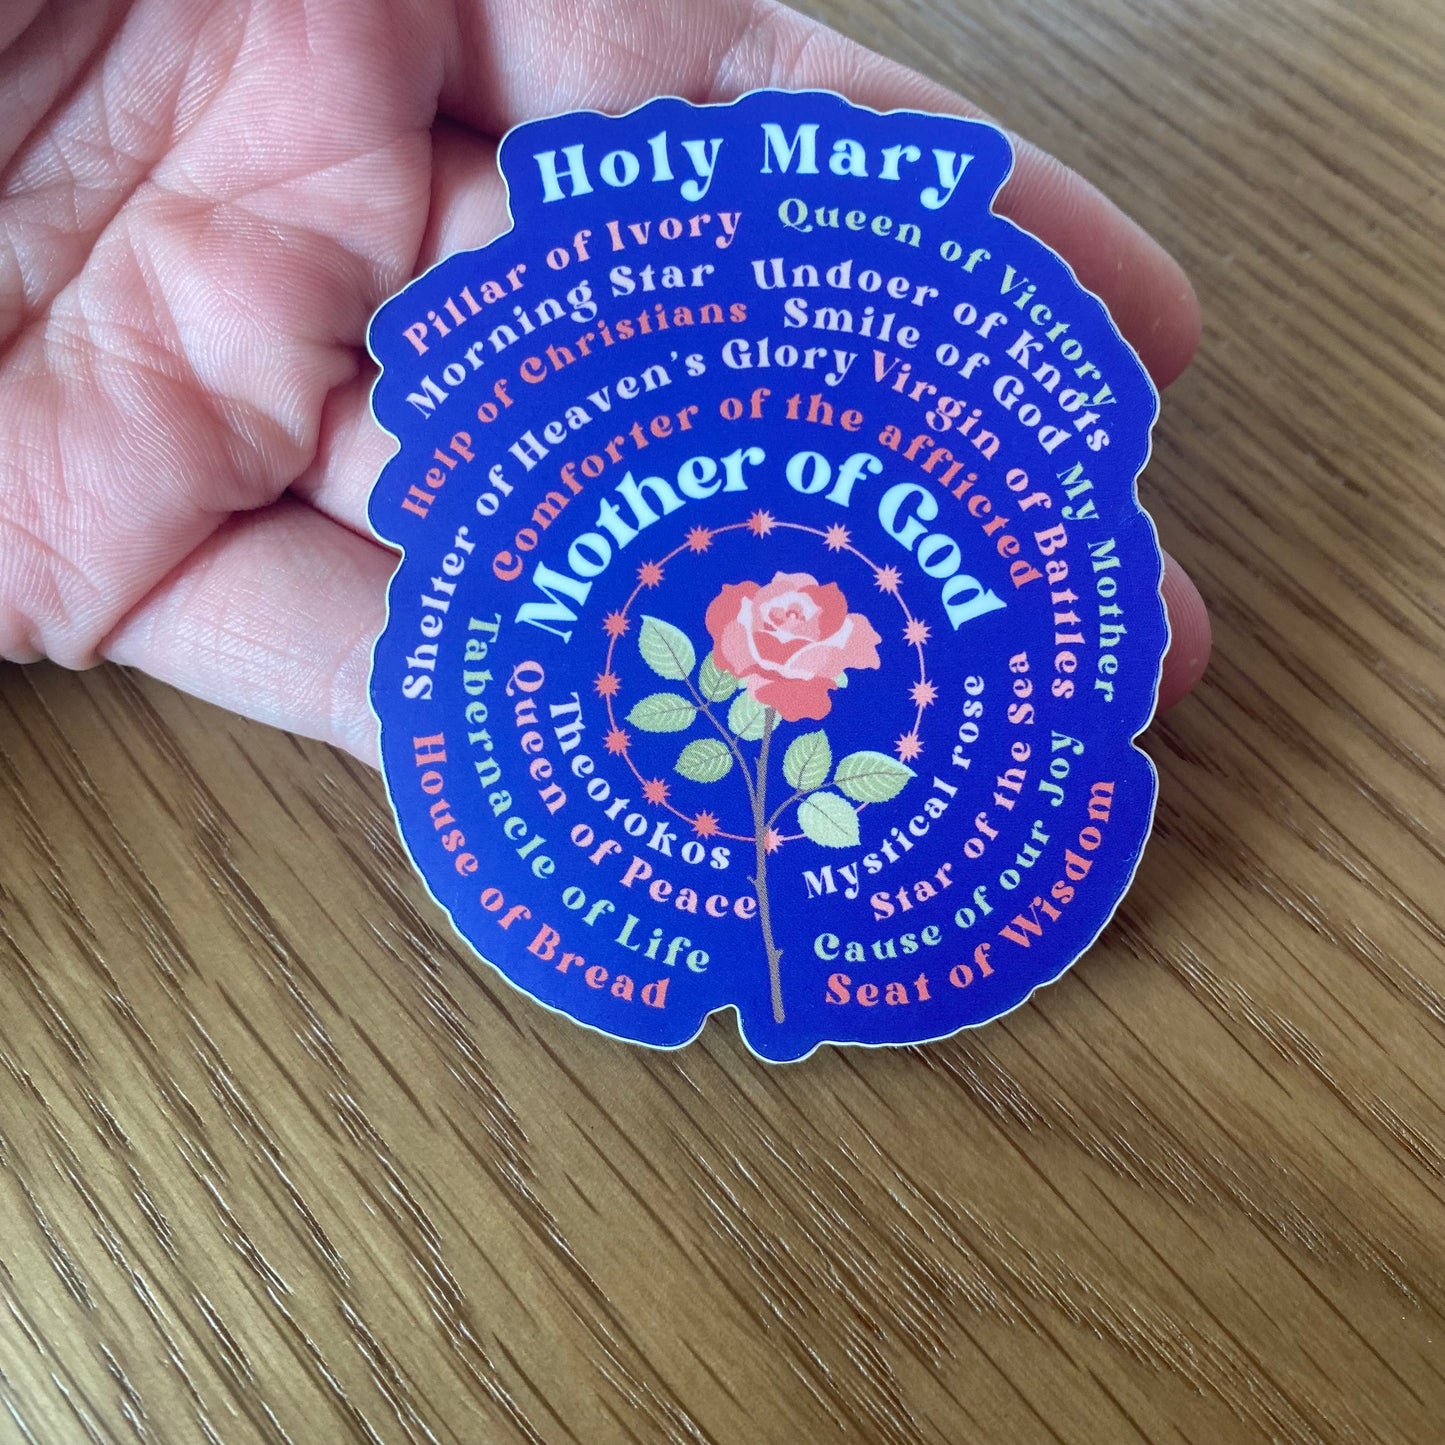 Holy Mary
Pillar of Ivory
Queen of Victory
Morning Star
Undoer of Knots
Help of Christians
Smile of God
My Mother
Shelter of Heaven's Glory
Virgin of Battles
Comforter of the afflicted
Mother of God
Theotokos
Queen of Peace
Tabernacle of Life
House of Bread
Mystical rose
Star of the Sea
Cause of our Joy
Seat of Wisdom